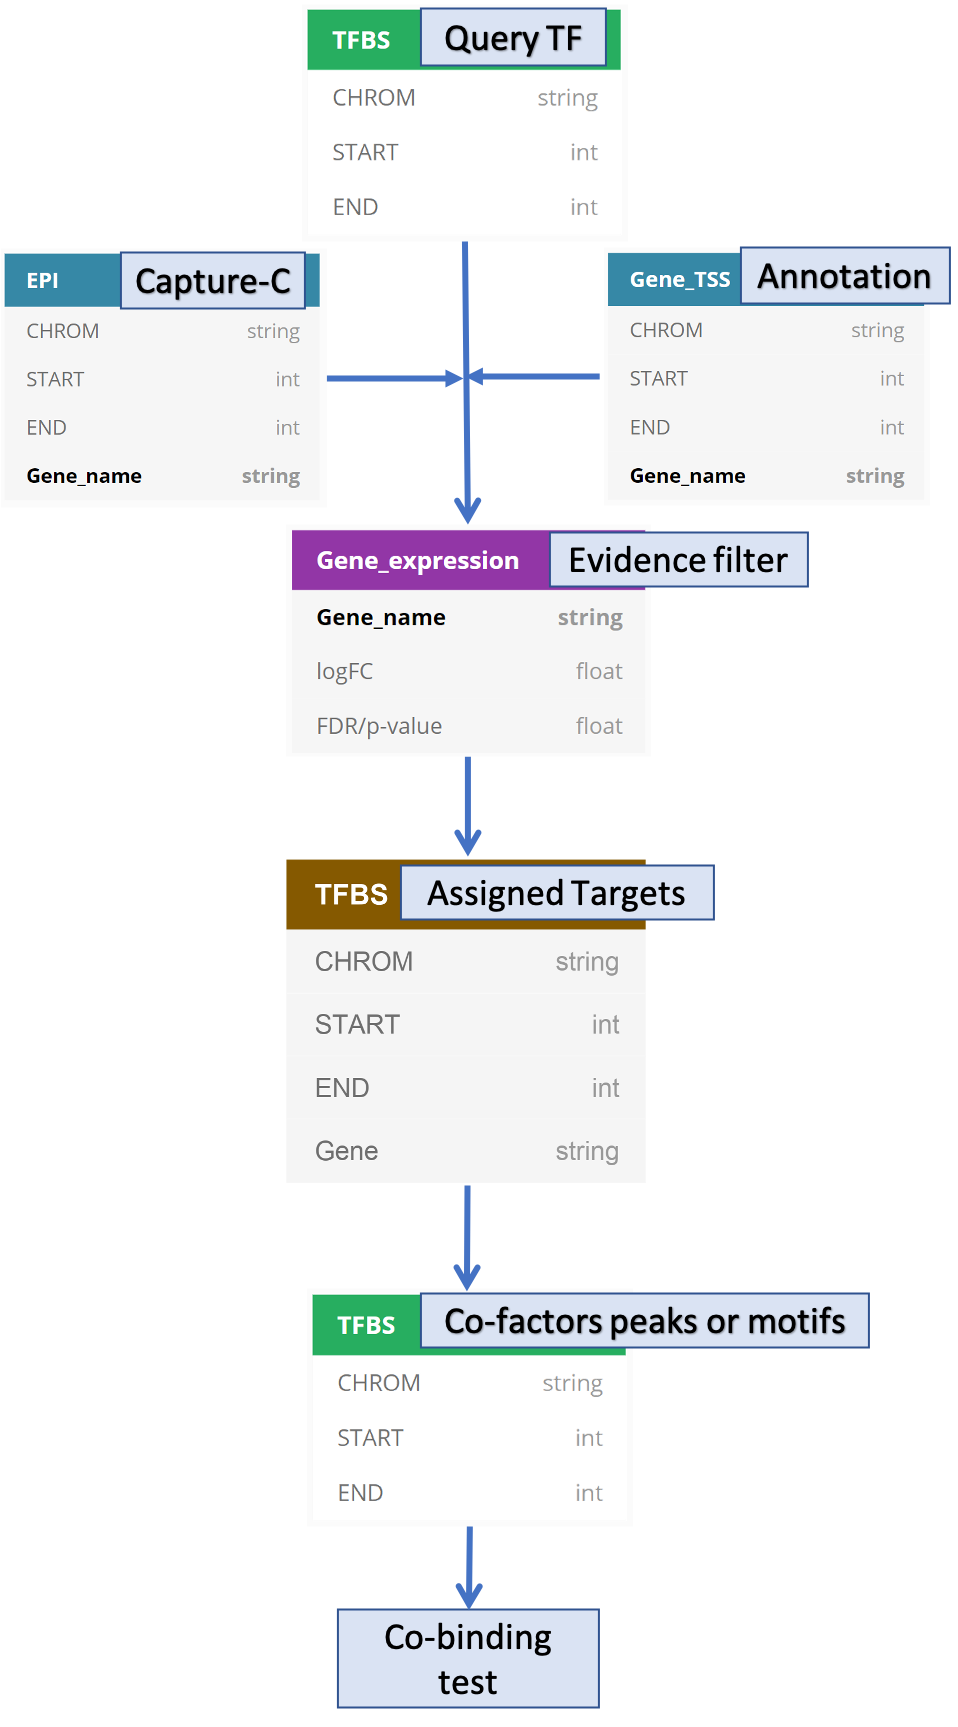 TFBS Query TF
CHROM string
START int
END int
EPI Capture-C
CHROM string
START int
END int
Gene_name string
Gene_TSS Annotation
CHROM string
START int
END int
Gene_name string
Gene_expression Evidence filter
Gene_name string
logFC float
FDR/p-value float
TFBS Assigned Targets
CHROM string
START int
END int
Gene string
TFBS Co-factors peaks or motifs
CHROM string
START int
END int
Co-binding
test